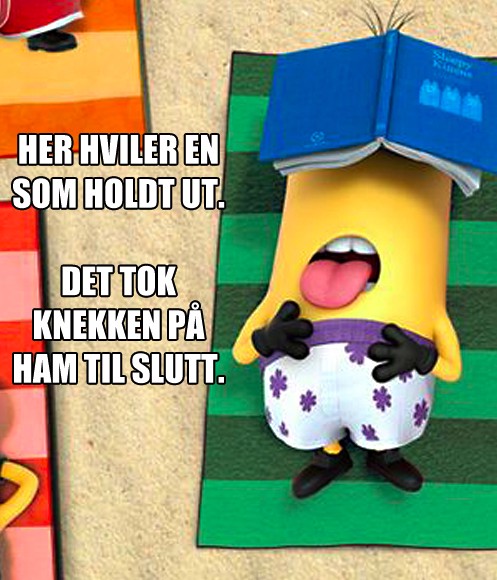 Sleepy
Kittens
HER HVILER EN
SOM HOLDT UT.
DET TOK
KNEKKEN PÅ
HAM TIL SLUTT.